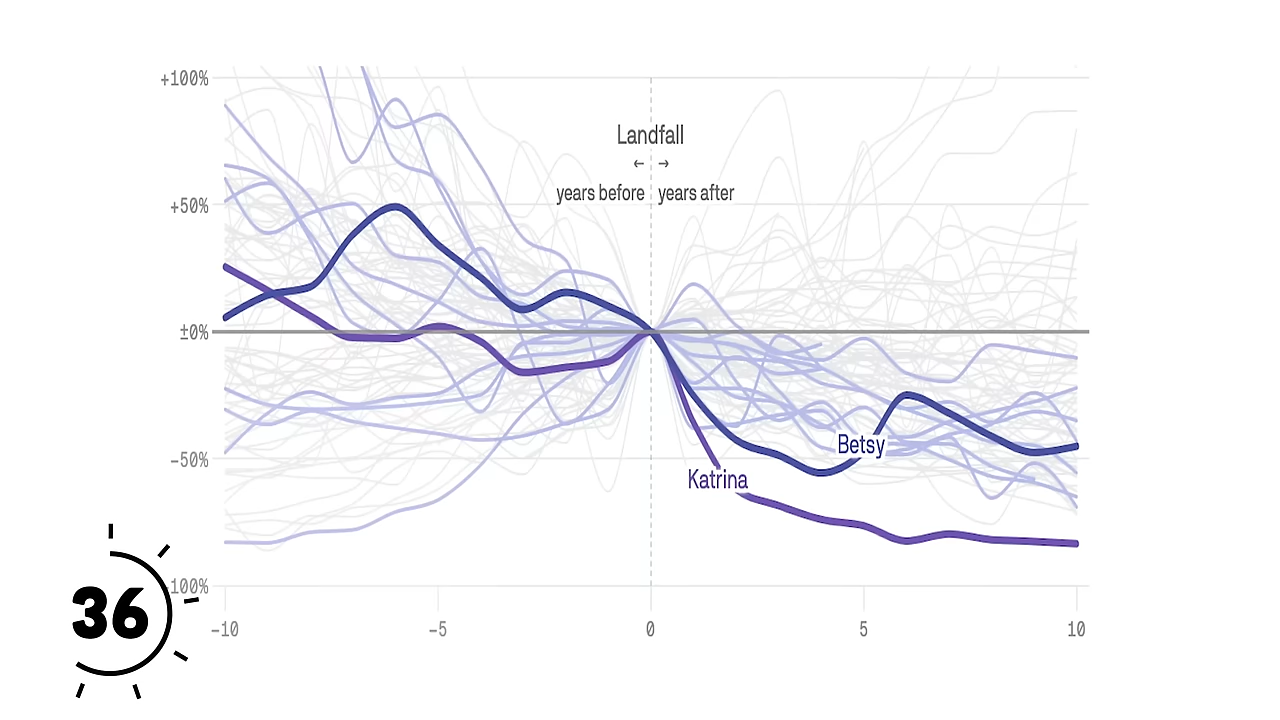 +100%
Landfall
← →
years before years after
+50%
±0%
Betsy
−50%
Katrina
100%
36
−10 −5 0 5 10